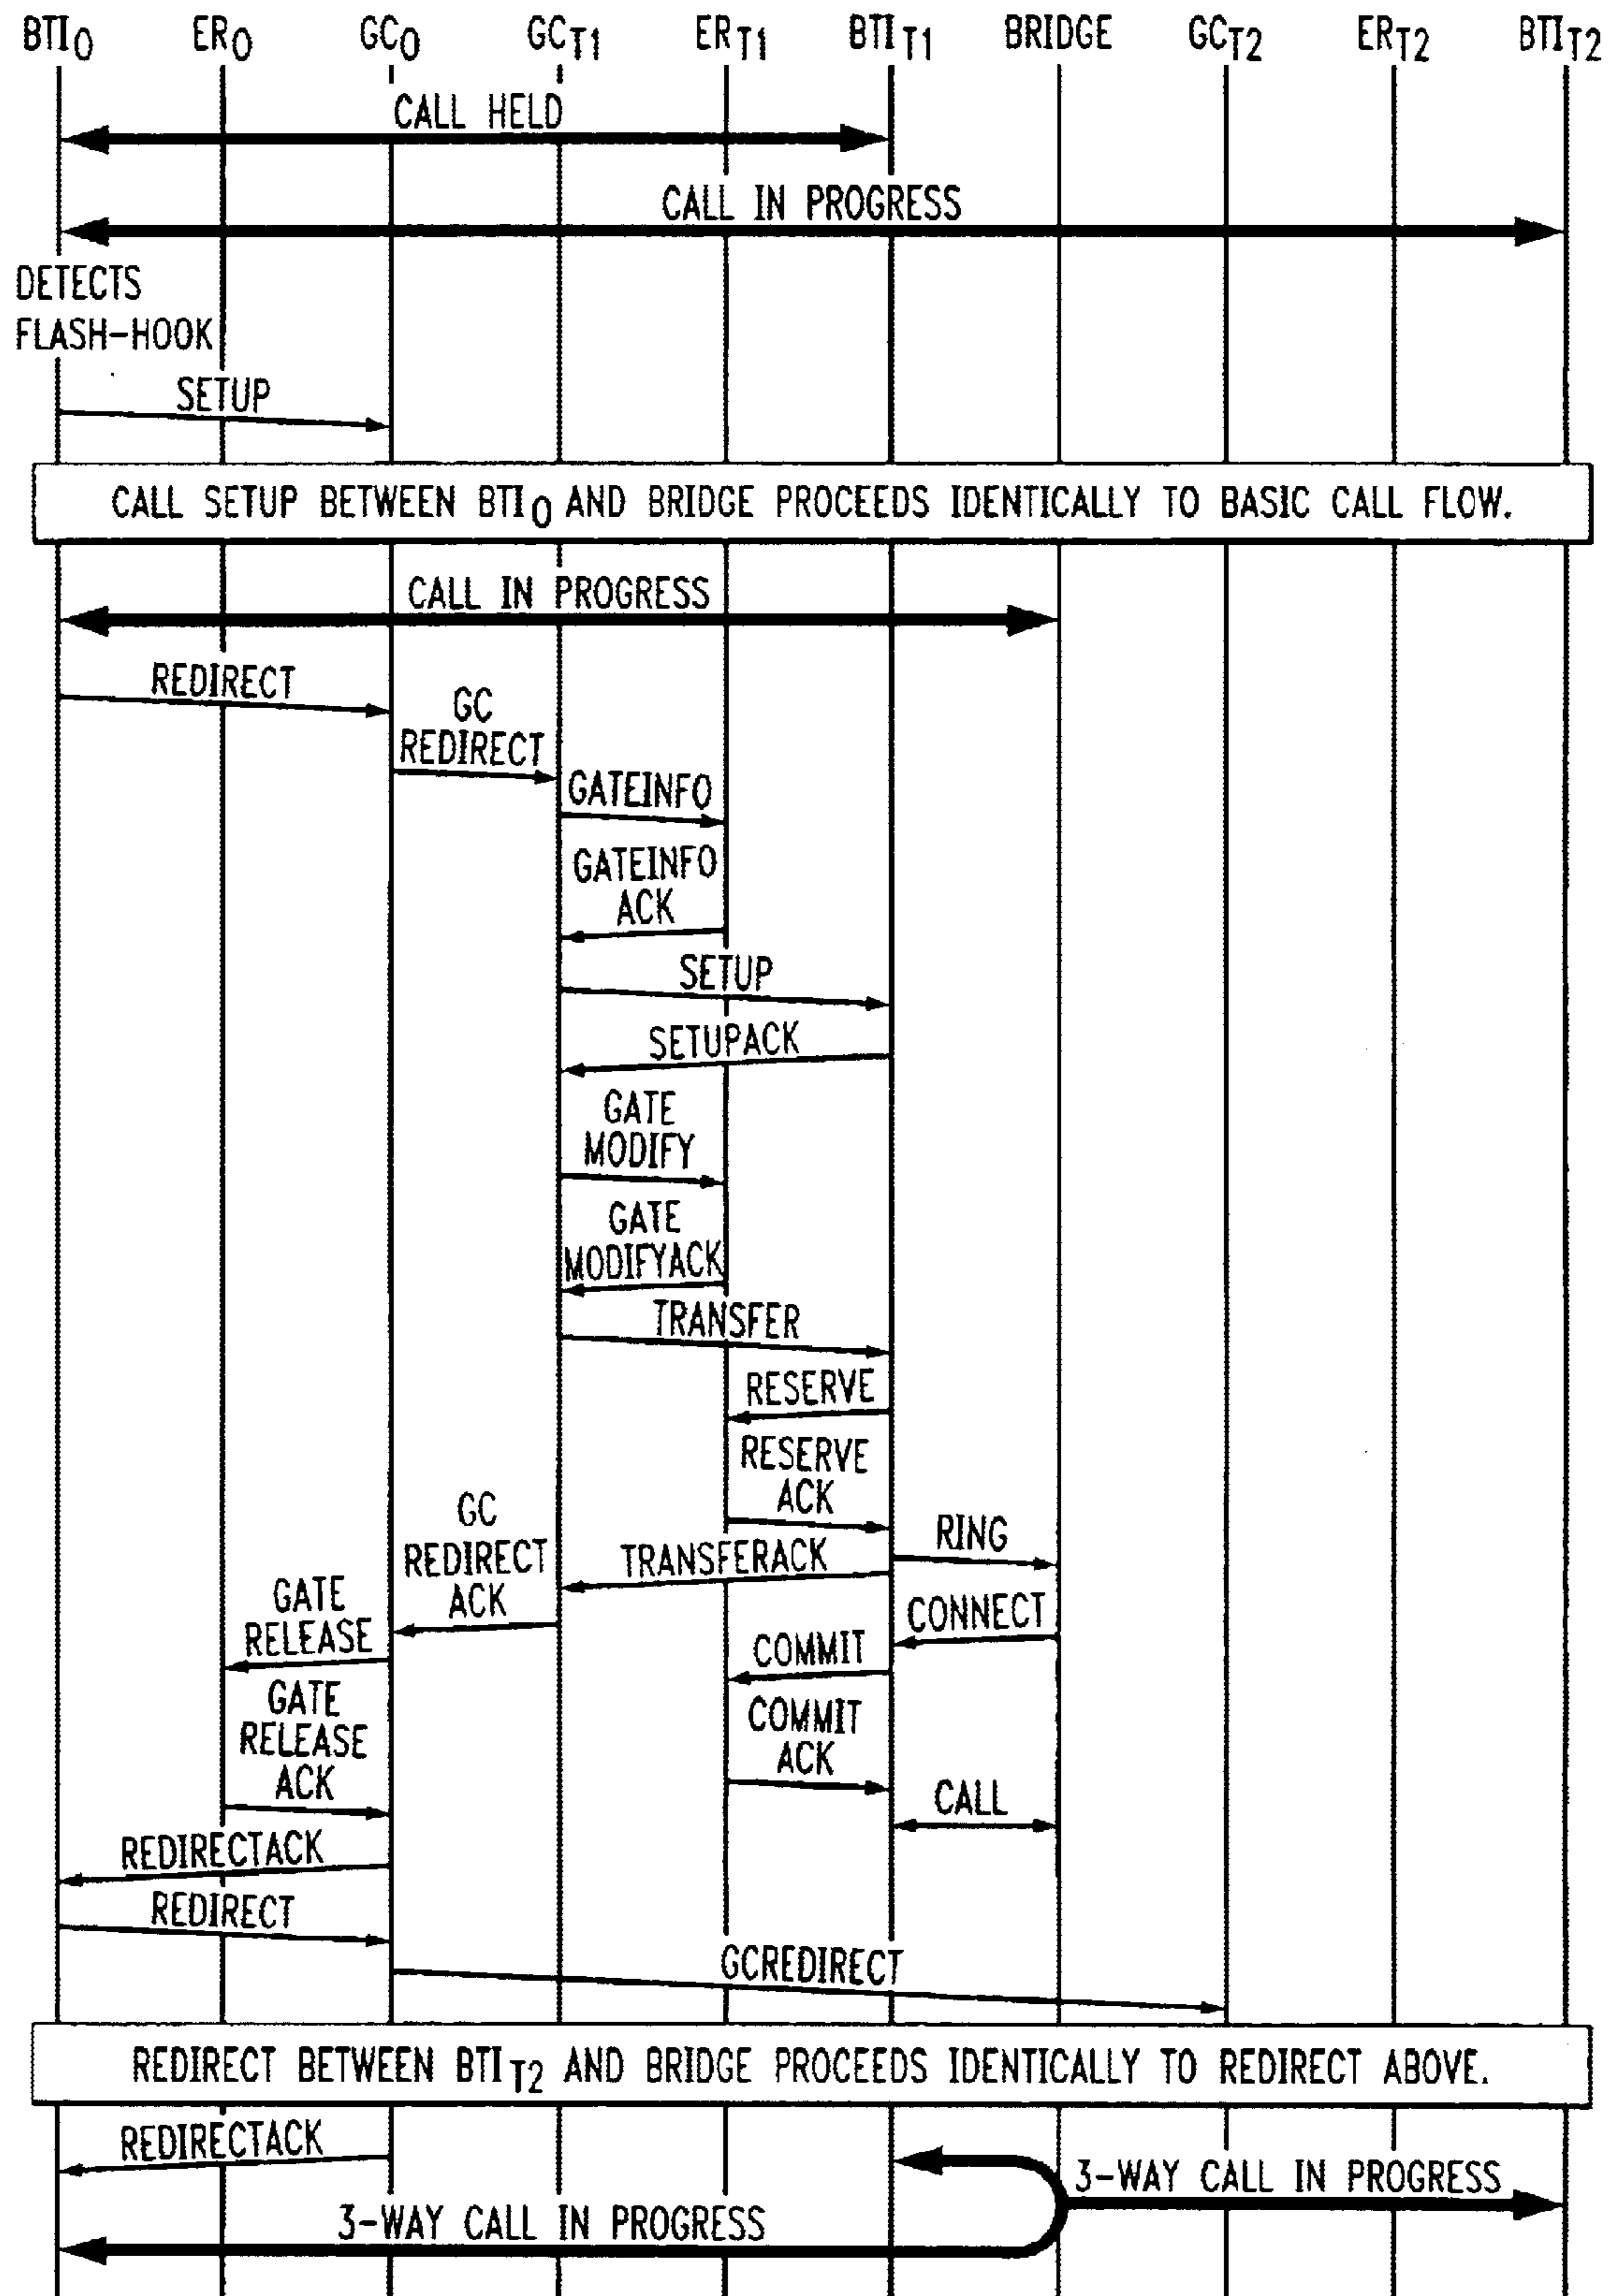 BTIO ERO GCO GCT1 ERT1 BTIT1 BRIDGE GCT2 ERT2 BTIT2
CALL HELD
CALL IN PROGRESS
DETECTS
FLASH-HOOK
SETUP
CALL SETUP BETWEEN BTIO AND BRIDGE PROCEEDS IDENTICALLY TO BASIC CALL FLOW.
CALL IN PROGRESS
REDIRECT
GC
REDIRECT
GATEINFO
GATEINFO
ACK
SETUP
SETUPACK
GATE
MODIFY
GATE
MODIFYACK
TRANSFER
RESERVE
RESERVE
ACK
RING
GC
REDIRECT
ACK
TRANSFERACK
CONNECT
GATE
RELEASE
COMMIT
GATE
RELEASE
ACK
COMMIT
ACK
CALL
REDIRECTACK
REDIRECT
GCREDIRECT
REDIRECT BETWEEN BTIT2 AND BRIDGE PROCEEDS IDENTICALLY TO REDIRECT ABOVE.
REDIRECTACK
3-WAY CALL IN PROGRESS
3-WAY CALL IN PROGRESS